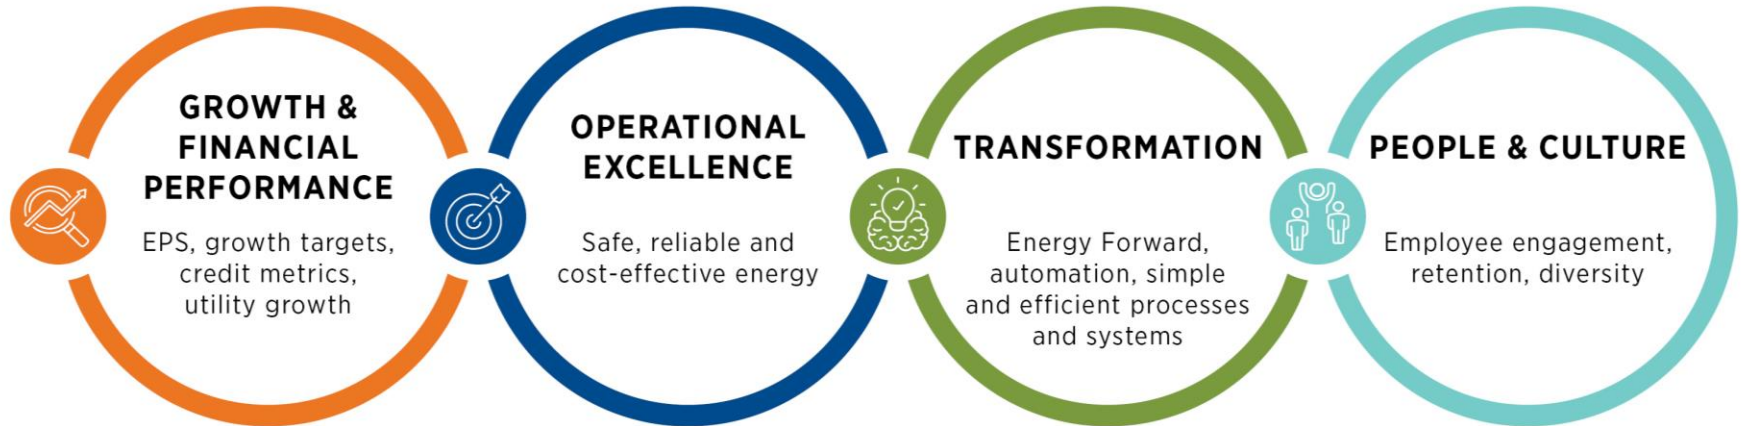 GROWTH &
FINANCIAL
PERFORMANCE
EPS, growth targets,
credit metrics,
utility growth
OPERATIONAL
EXCELLENCE
Safe, reliable and
cost-effective energy
TRANSFORMATION
Energy Forward,
automation, simple
and efficient processes
and systems
PEOPLE & CULTURE
Employee engagement,
retention, diversity